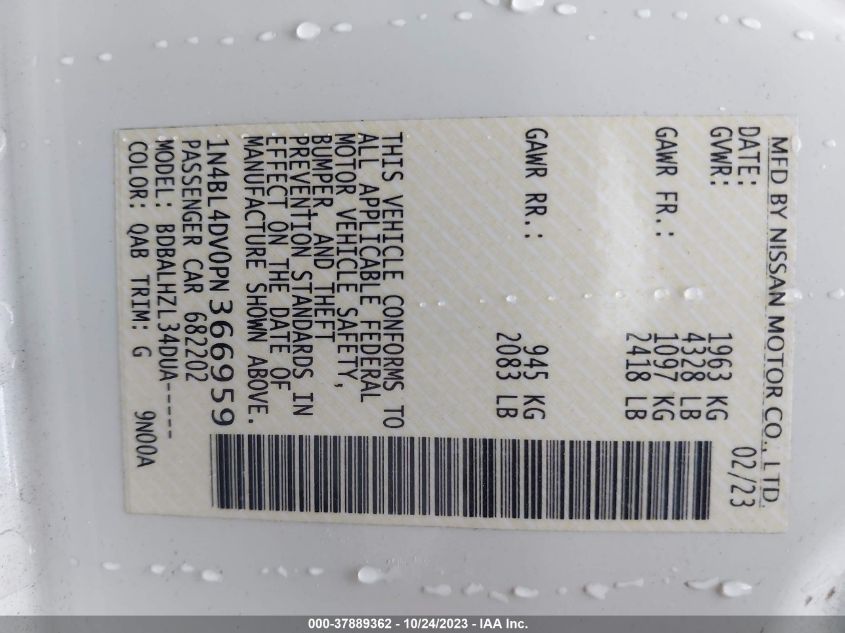 MFD BY NISSAN MOTOR CO., LTD.
DATE: 02/23
GVWR: 1963 KG
4328 LB
GAWR FR.: 1097 KG
2418 LB
GAWR RR.: 945 KG
2083 LB
THIS VEHICLE CONFORMS TO
ALL APPLICABLE FEDERAL
MOTOR VEHICLE SAFETY,
BUMPER, AND THEFT
PREVENTION STANDARDS IN
EFFECT ON THE DATE OF
MANUFACTURE SHOWN ABOVE.
1N4BL4DV0PN366959
PASSENGER CAR 682202
MODEL: BDBALHZL34DUA-----
COLOR: QAB TRIM: G 9N00A
000-37889362 - 10/24/2023 - IAA Inc.